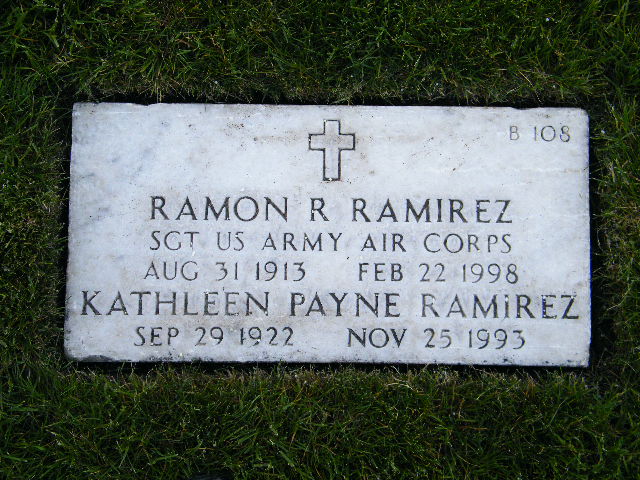 B 108
RAMON R RAMIREZ
SGT US ARMY AIR CORPS
AUG 31 1913 FEB 22 1998
KATHLEEN PAYNE RAMIREZ
SEP 29 1922 NOV 25 1993